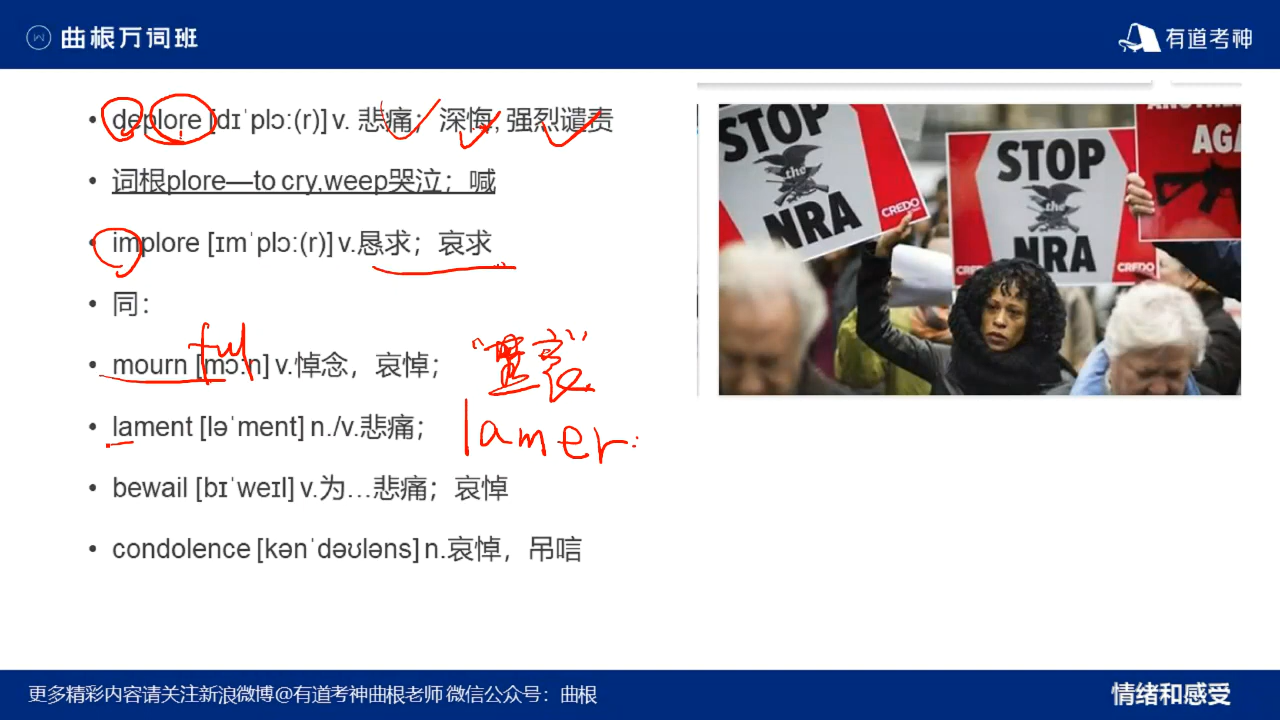 曲根万词班
有道考神
• deplore [dɪˈplɔː(r)] v. 悲痛；深悔; 强烈谴责
• 词根plore—to cry,weep哭泣；喊
• implore [ɪmˈplɔː(r)] v.恳求；哀求
• 同：
ful
• mourn [mɔːn] v.悼念，哀悼；
• lament [ləˈment] n./v.悲痛；
lamer
• bewail [bɪˈweɪl] v.为…悲痛；哀悼
• condolence [kənˈdəʊləns] n.哀悼，吊唁
STOP
the
NRA
CREDO
STOP
the
NRA
CREDO
AGA
更多精彩内容请关注新浪微博@有道考神曲根老师 微信公众号：曲根
情绪和感受